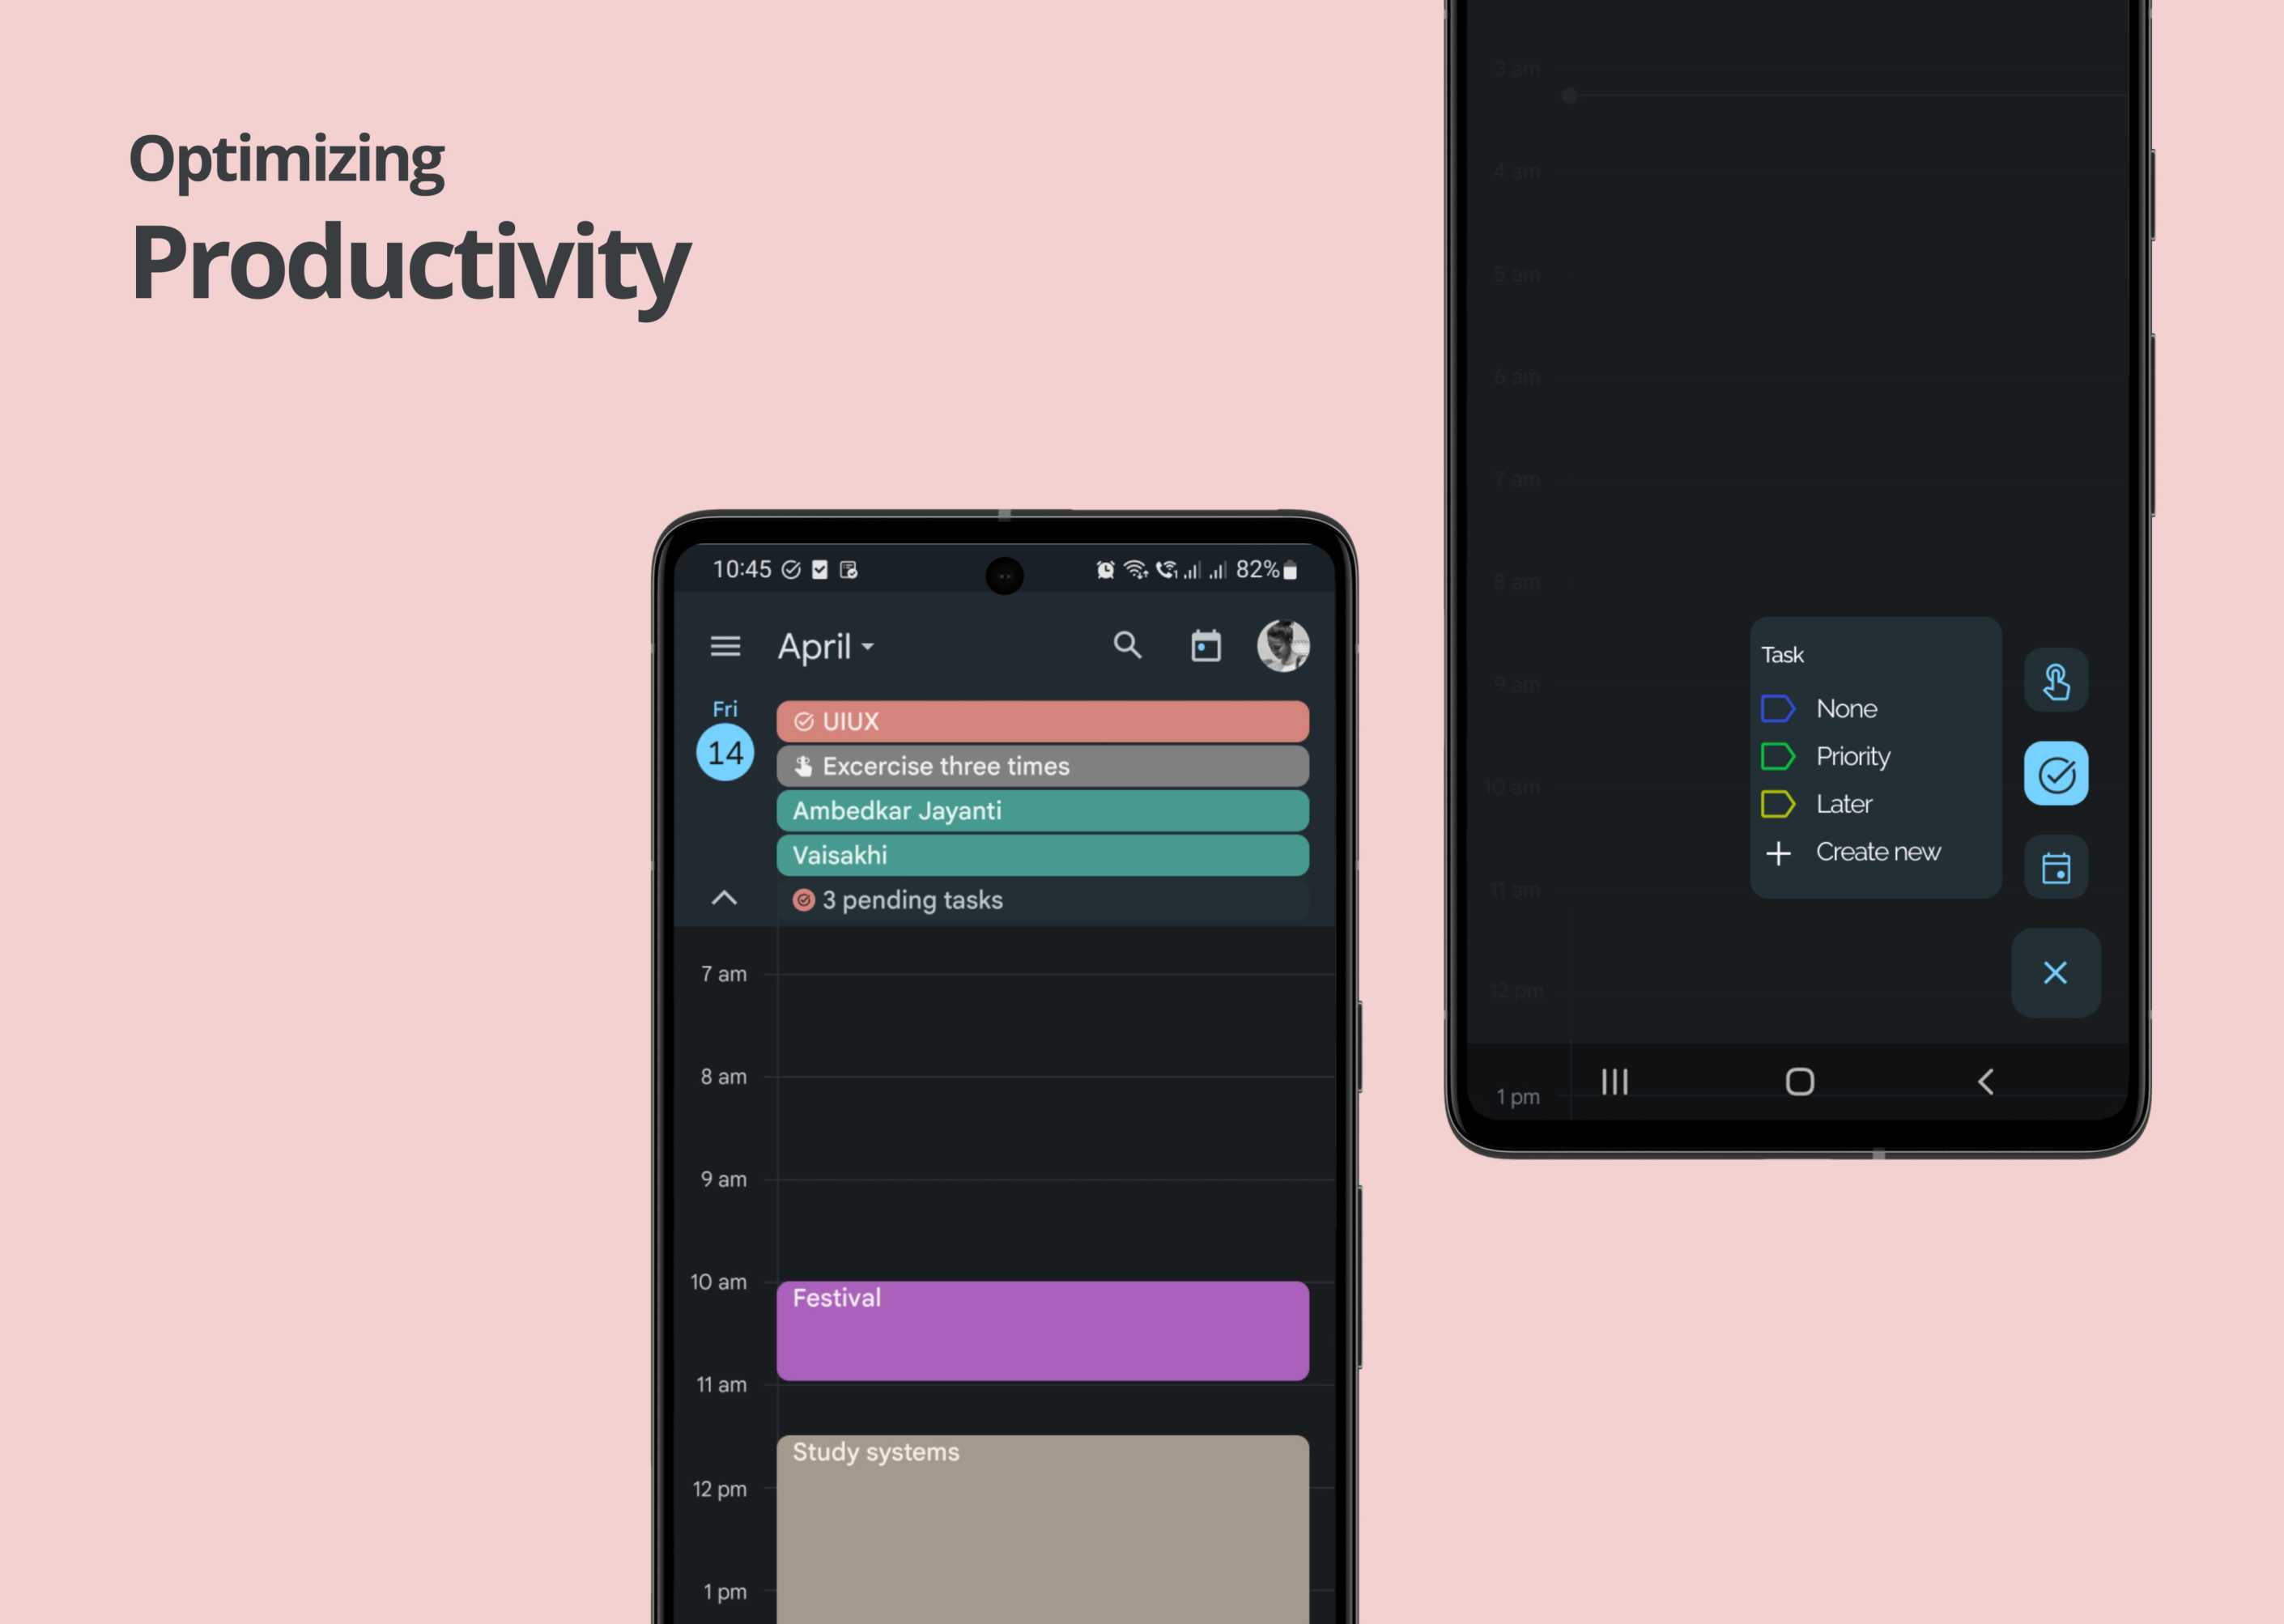 Optimizing
Productivity
10:45
82%
April
Fri
14
UIUX
Excercise three times
Ambedkar Jayanti
Vaisakhi
3 pending tasks
7 am
8 am
9 am
10 am
Festival
11 am
Study systems
12 pm
1 pm
3 am
4 am
5 am
6 am
7 am
8 am
9 am
10 am
11 am
12 pm
1 pm
Task
None
Priority
Later
Create new